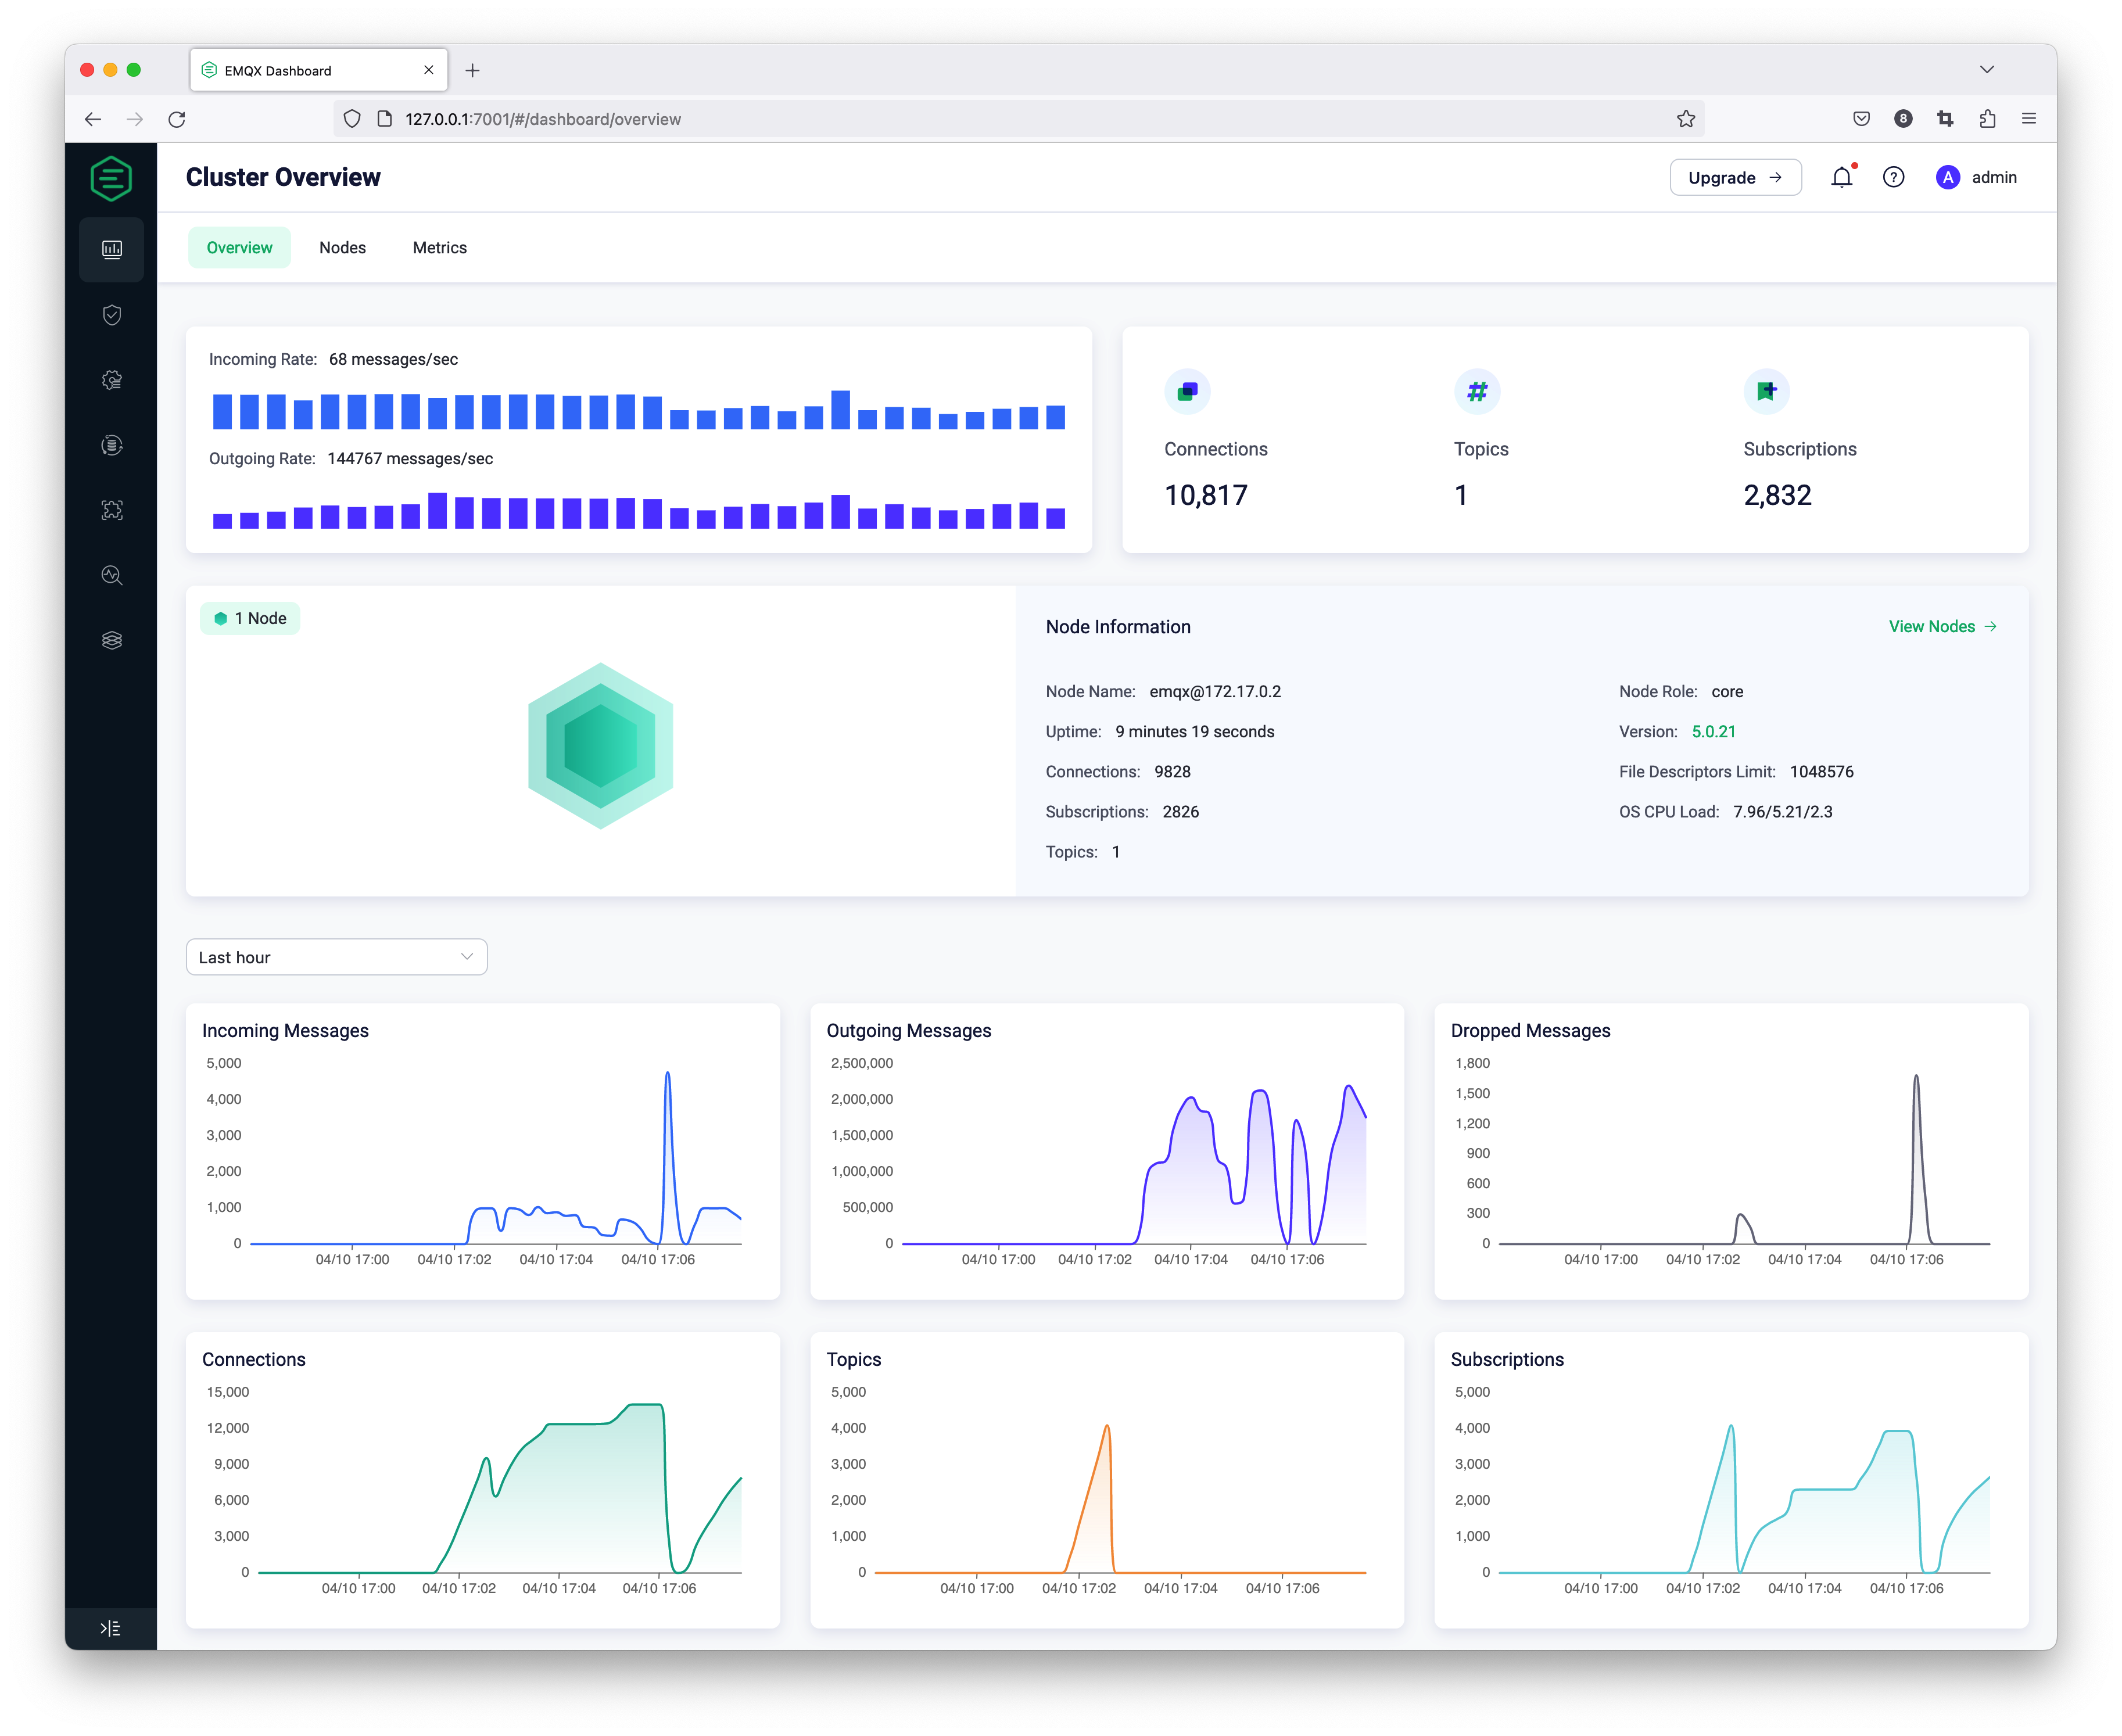 EMQX Dashboard
127.0.0.1:7001/#/dashboard/overview
8
Cluster Overview
Upgrade
A admin
Overview Nodes Metrics
Incoming Rate: 68 messages/sec
Outgoing Rate: 144767 messages/sec
Connections
10,817
Topics
1
Subscriptions
2,832
1 Node
Node Information
View Nodes
Node Name: emqx@172.17.0.2
Node Role: core
Uptime: 9 minutes 19 seconds
Version: 5.0.21
Connections: 9828
File Descriptors Limit: 1048576
Subscriptions: 2826
OS CPU Load: 7.96/5.21/2.3
Topics: 1
Last hour
Incoming Messages
5,000
4,000
3,000
2,000
1,000
0
04/10 17:00 04/10 17:02 04/10 17:04 04/10 17:06
Outgoing Messages
2,500,000
2,000,000
1,500,000
1,000,000
500,000
0
04/10 17:00 04/10 17:02 04/10 17:04 04/10 17:06
Dropped Messages
1,800
1,500
1,200
900
600
300
0
04/10 17:00 04/10 17:02 04/10 17:04 04/10 17:06
Connections
15,000
12,000
9,000
6,000
3,000
0
04/10 17:00 04/10 17:02 04/10 17:04 04/10 17:06
Topics
5,000
4,000
3,000
2,000
1,000
0
04/10 17:00 04/10 17:02 04/10 17:04 04/10 17:06
Subscriptions
5,000
4,000
3,000
2,000
1,000
0
04/10 17:00 04/10 17:02 04/10 17:04 04/10 17:06